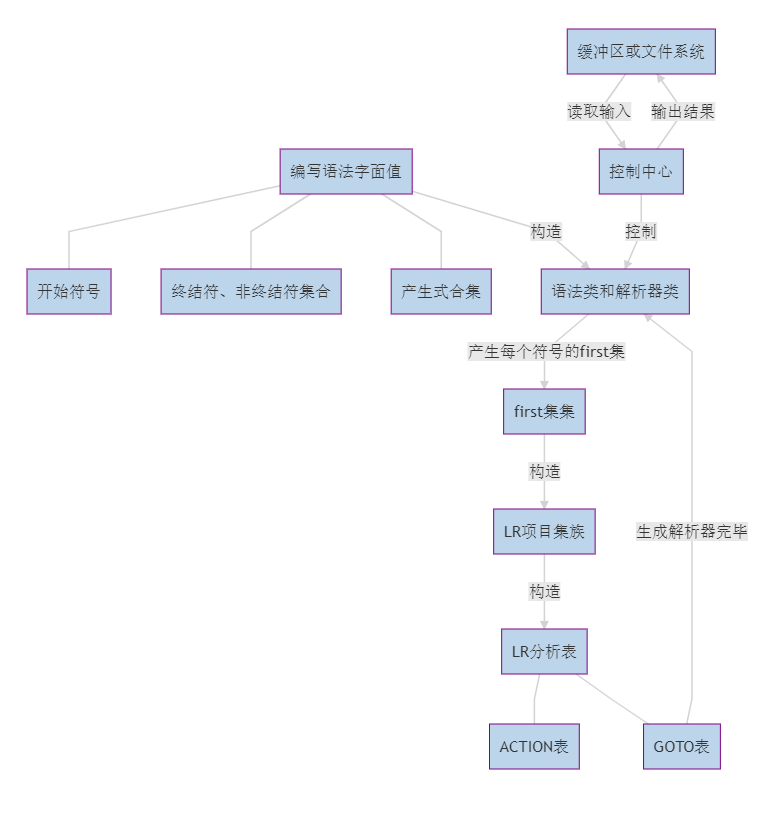 缓冲区或文件系统
读取输入
输出结果
编写语法字面值
控制中心
构造
控制
开始符号
终结符、非终结符集合
产生式合集
语法类和解析器类
产生每个符号的first集
first集集
构造
LR项目集族
生成解析器完毕
构造
LR分析表
ACTION表
GOTO表